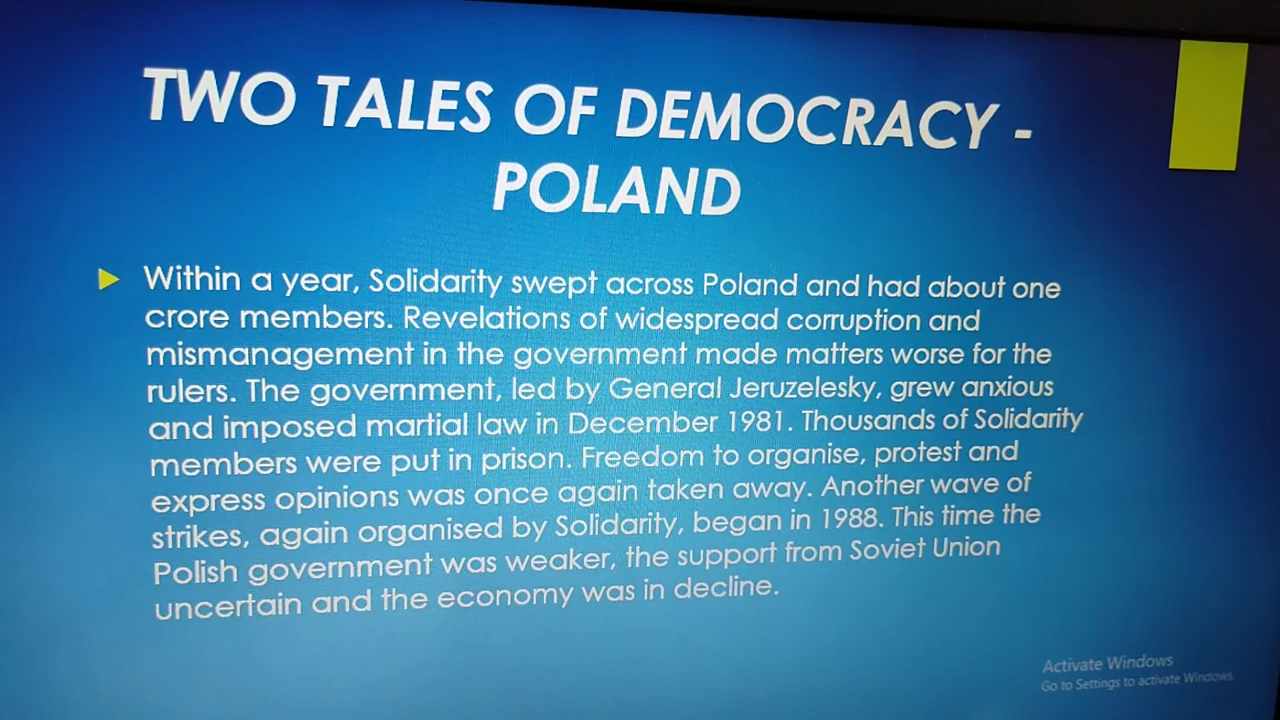 TWO TALES OF DEMOCRACY -
POLAND
Within a year, Solidarity swept across Poland and had about one
crore members. Revelations of widespread corruption and
mismanagement in the government made matters worse for the
rulers. The government, led by General Jeruzelesky, grew anxious
and imposed martial law in December 1981. Thousands of Solidarity
members were put in prison. Freedom to organise, protest and
express opinions was once again taken away. Another wave of
strikes, again organised by Solidarity, began in 1988. This time the
Polish government was weaker, the support from Soviet Union
uncertain and the economy was in decline.
Activate Windows
Go to Settings to activate Windows.